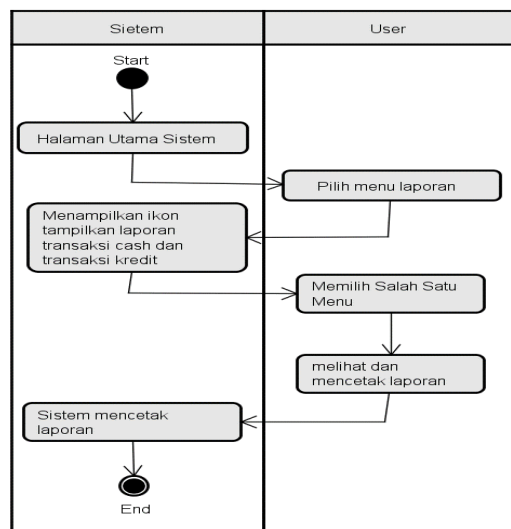 Sietem
User
Start
Halaman Utama Sistem
Pilih menu laporan
Menampilkan ikon
tampilkan laporan
transaksi cash dan
transaksi kredit
Memilih Salah Satu
Menu
melihat dan
mencetak laporan
Sistem mencetak
laporan
End